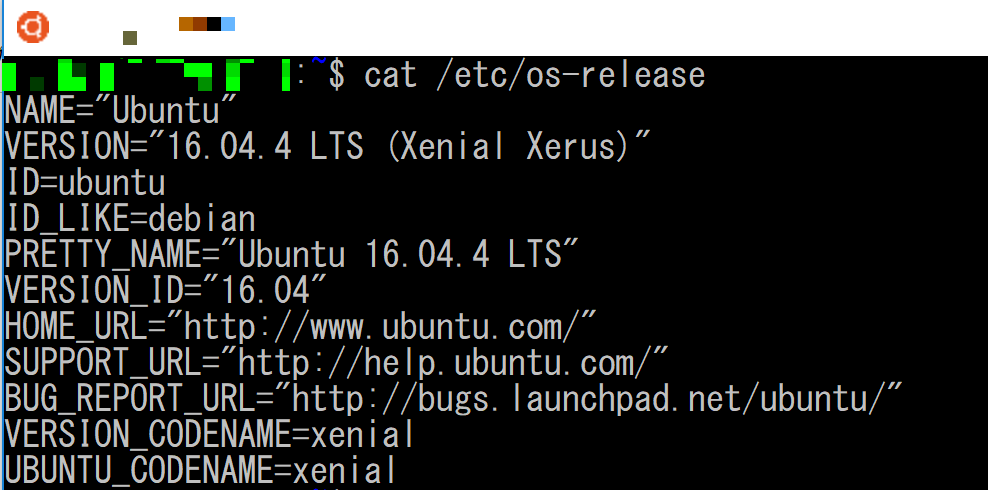 :~$ cat /etc/os-release
NAME="Ubuntu"
VERSION="16.04.4 LTS (Xenial Xerus)"
ID=ubuntu
ID_LIKE=debian
PRETTY_NAME="Ubuntu 16.04.4 LTS"
VERSION_ID="16.04"
HOME_URL="http://www.ubuntu.com/"
SUPPORT_URL="http://help.ubuntu.com/"
BUG_REPORT_URL="http://bugs.launchpad.net/ubuntu/"
VERSION_CODENAME=xenial
UBUNTU_CODENAME=xenial